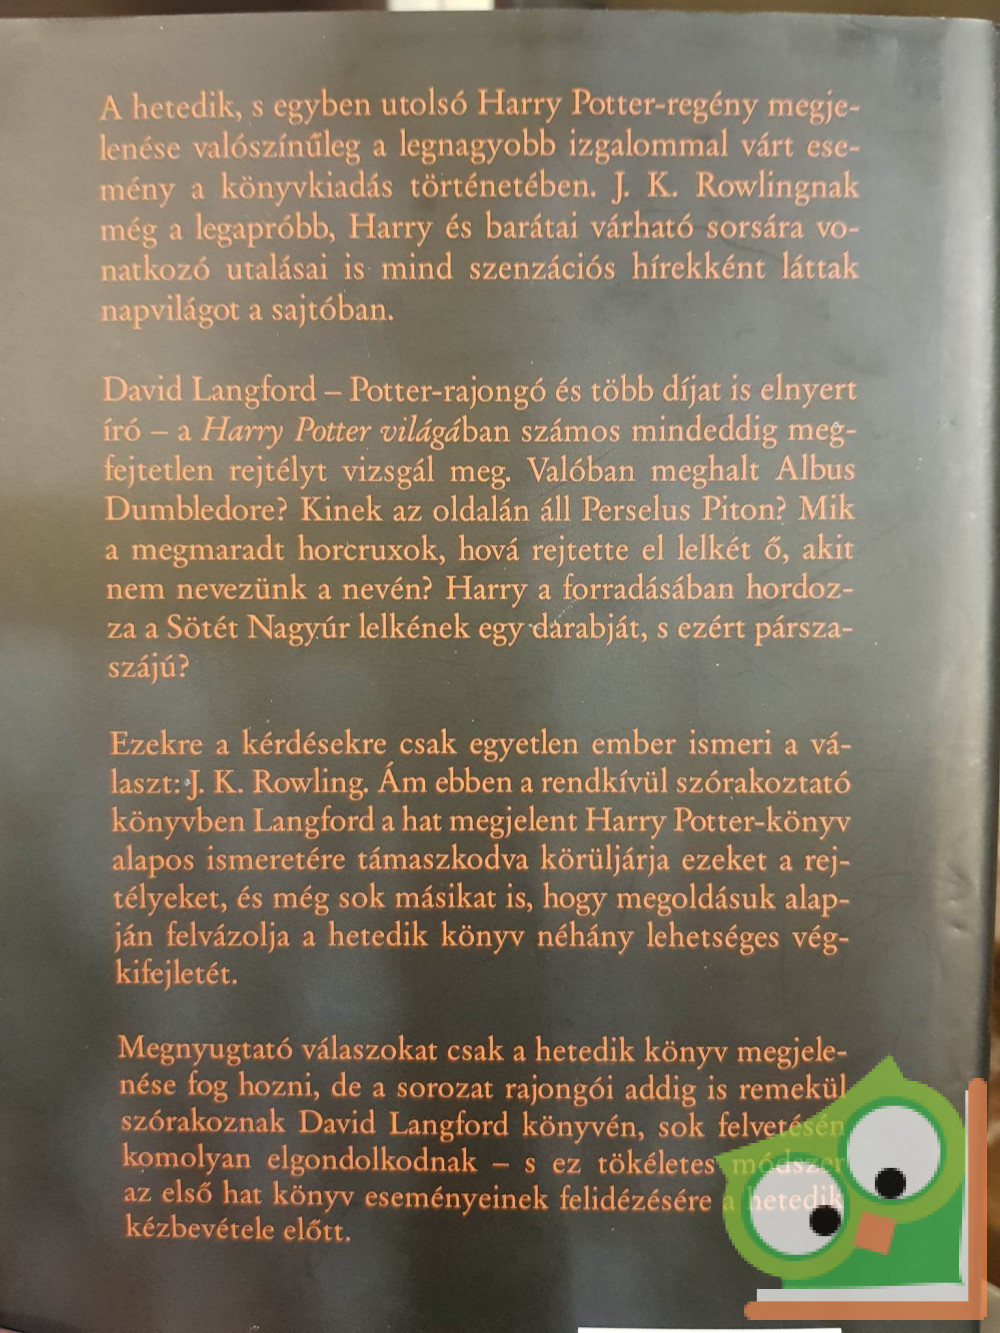 A hetedik, s egyben utolsó Harry Potter-regény megje-
lenése valószínűleg a legnagyobb izgalommal várt ese-
mény a könyvkiadás történetében. J. K. Rowlingnak
még a legapróbb, Harry és barátai várható sorsára vo-
natkozó utalásai is mind szenzációs hírekként láttak
napvilágot a sajtóban.
David Langford – Potter-rajongó és több díjat is elnyert
író – a Harry Potter világában számos mindeddig meg-
fejtetlen rejtélyt vizsgál meg. Valóban meghalt Albus
Dumbledore? Kinek az oldalán áll Perselus Piton? Mik
a megmaradt horcruxok, hová rejtette el lelkét ő, akit
nem nevezünk a nevén? Harry a forradásában hordoz-
za a Sötét Nagyúr lelkének egy darabját, s ezért párasza-
szájú?
Ezekre a kérdésekre csak egyetlen ember ismeri a vá-
laszt: J. K. Rowling. Ám ebben a rendkívül szórakoztató
könyvben Langford a hat megjelent Harry Potter-könyv
alapos ismeretére támaszkodva körüljárja ezeket a rej-
télyeket, és még sok másikat is, hogy megoldásuk alap-
ján felvázolja a hetedik könyv néhány lehetséges vég-
kifejletét.
Megnyugtató válaszokat csak a hetedik könyv megjele-
nése fog hozni, de a sorozat rajongói addig is remekül
szórakoznak David Langford könyvén, sok felvetésén
komolyan elgondolkodnak – s ez tökéletes módszer
az első hat könyv eseményeinek felidézésére a hetedik
kézbevétele előtt.